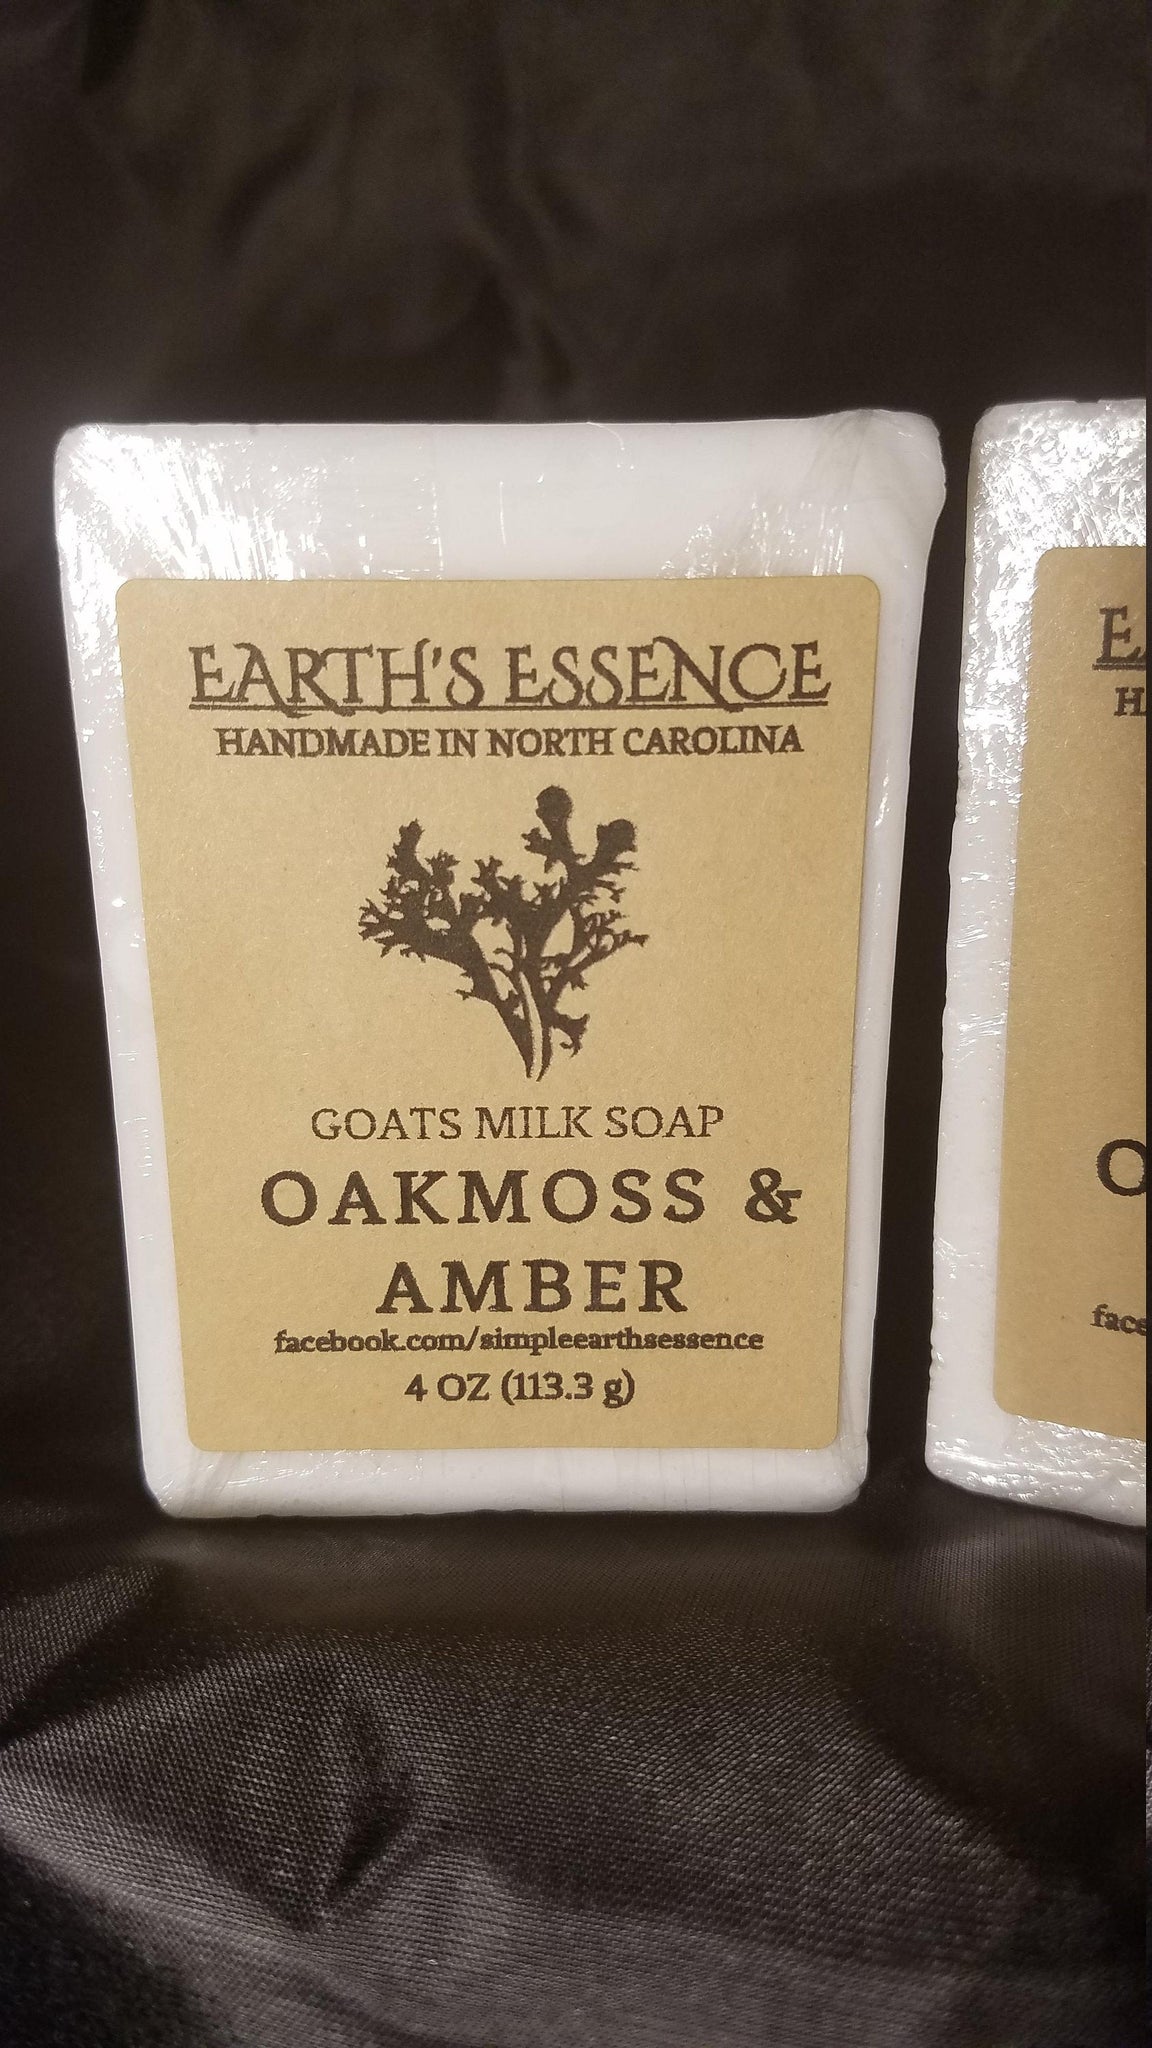 EARTH'S ESSENCE
HANDMADE IN NORTH CAROLINA
GOATS MILK SOAP
OAKMOSS &
AMBER
facebook.com/simpleearthsessence
4 OZ (113.3 g)